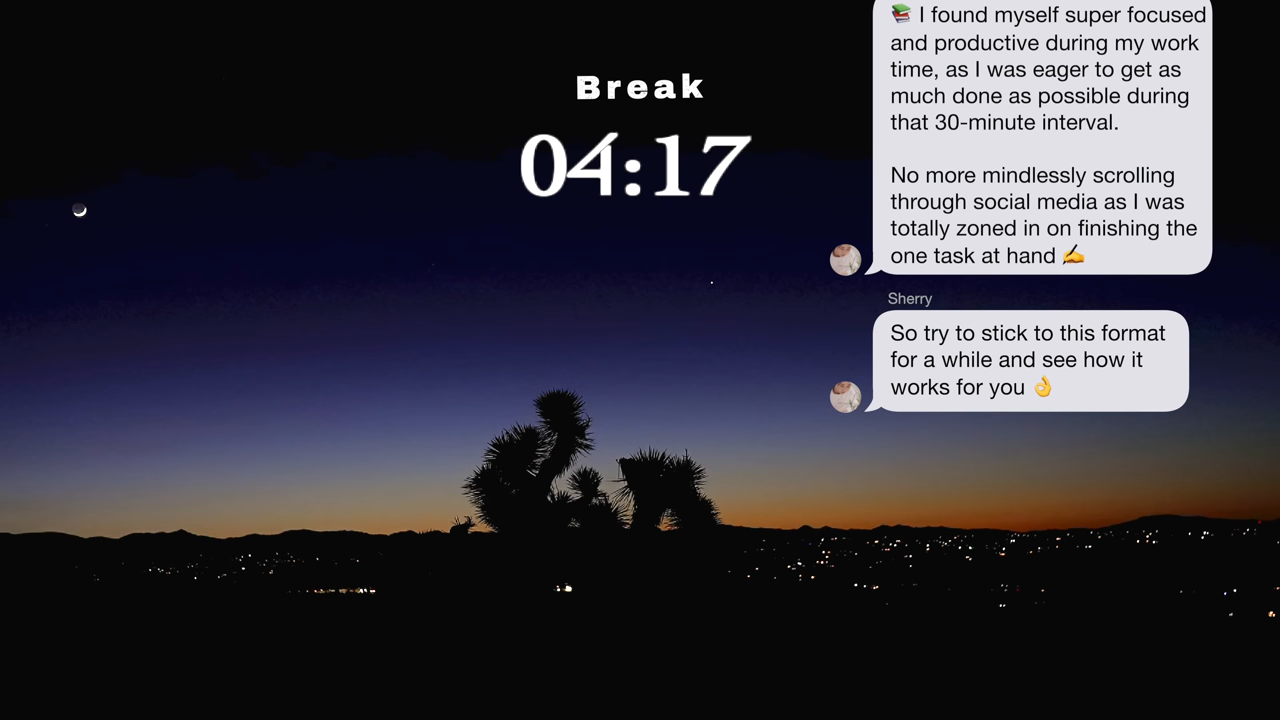 Break
04:17
📚 I found myself super focused
and productive during my work
time, as I was eager to get as
much done as possible during
that 30-minute interval.
No more mindlessly scrolling
through social media as I was
totally zoned in on finishing the
one task at hand ✍️
Sherry
So try to stick to this format
for a while and see how it
works for you 👌